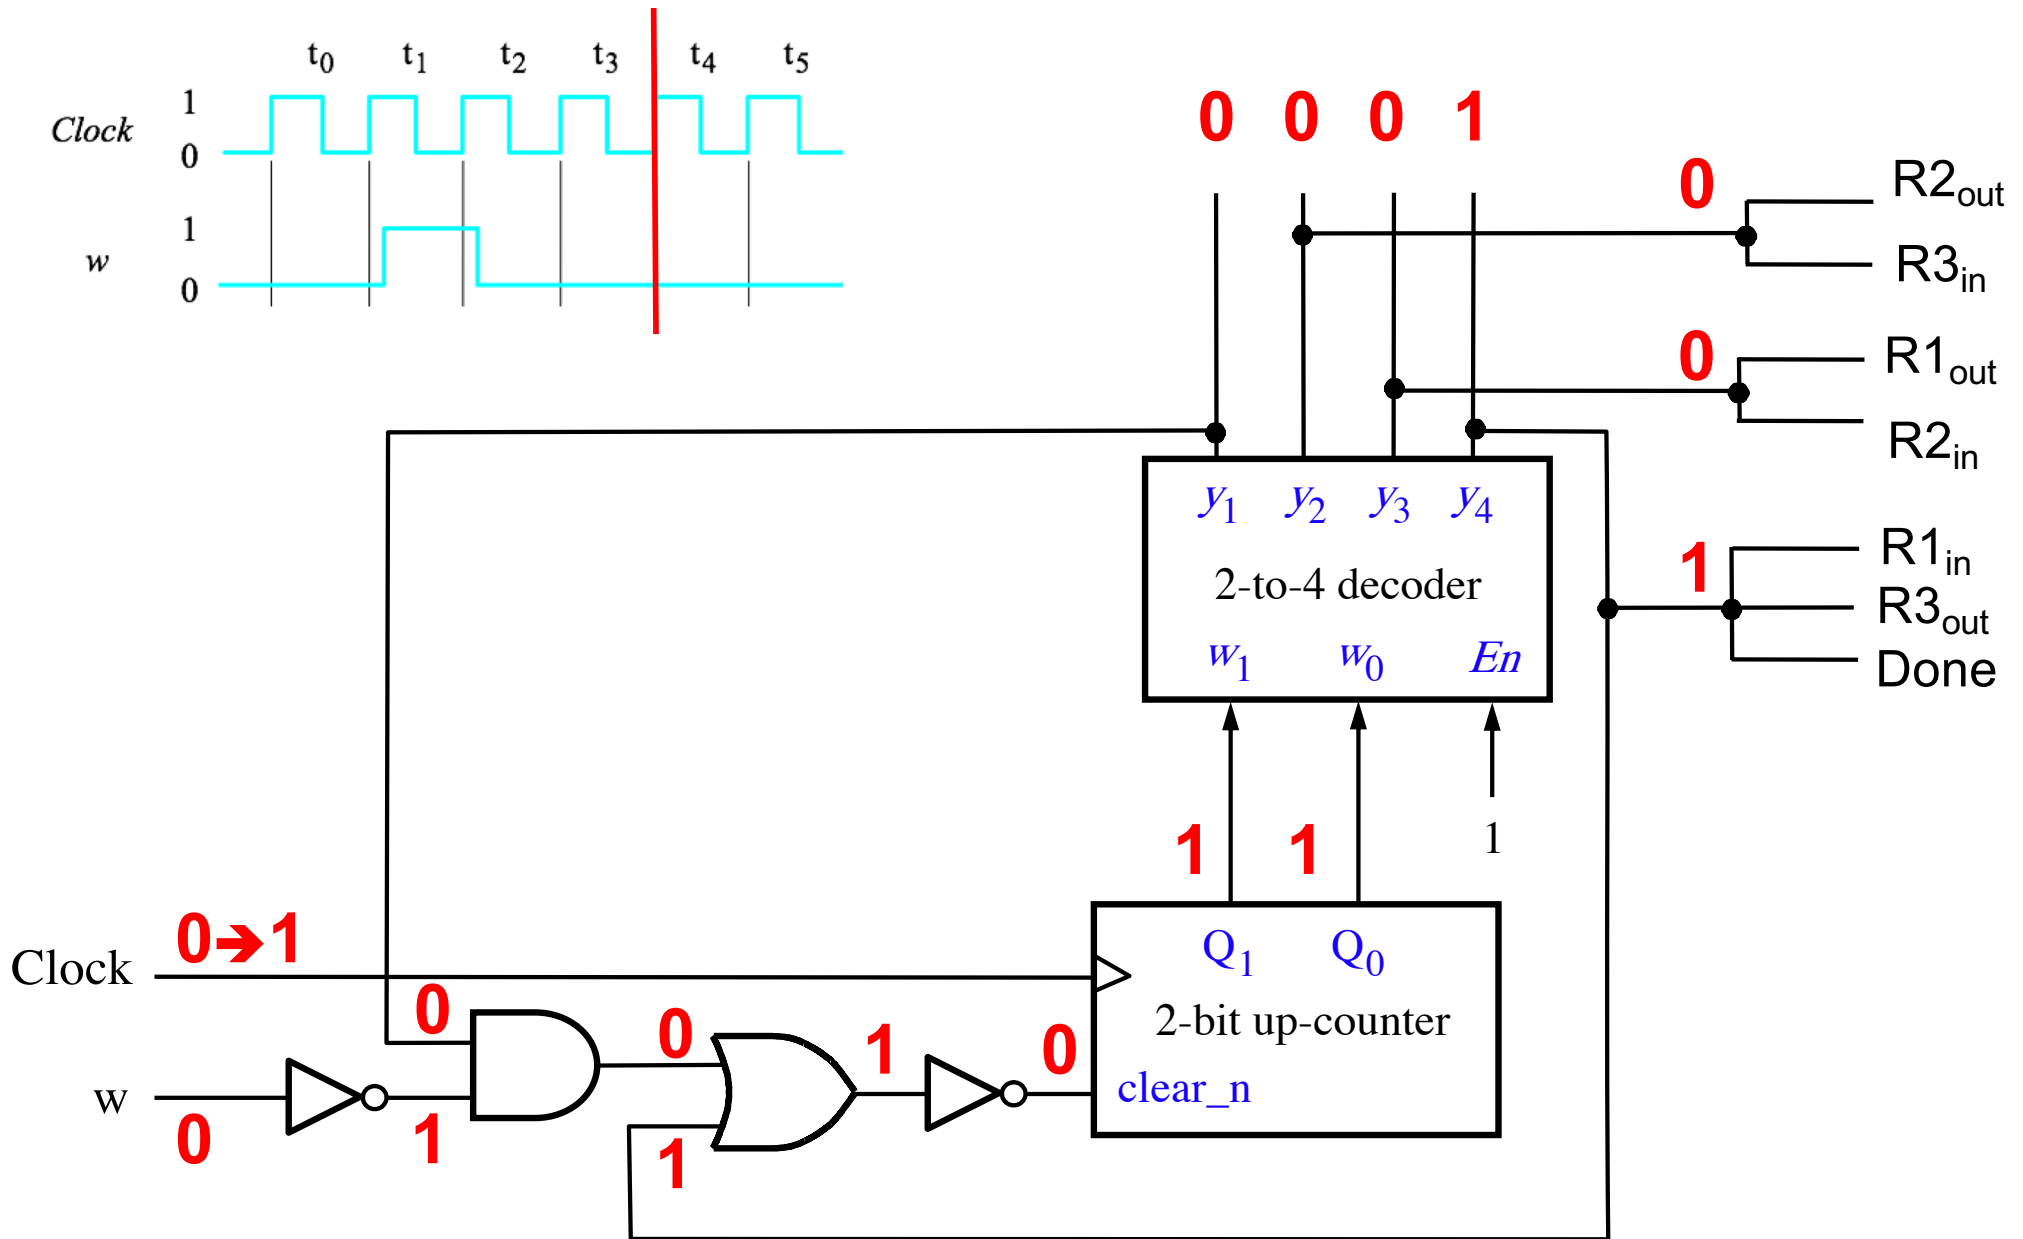 t0 t1 t2 t3 t4 t5
1
Clock
0
1
w
0
0 0 0 1
0 R2out
R3in
0 R1out
R2in
y1 y2 y3 y4
2-to-4 decoder
w1 w0 En
1 R1in
R3out
Done
1 1 1
Clock 0➔1
Q1 Q0
2-bit up-counter
clear_n
0 0 1 0
w 0 1 1